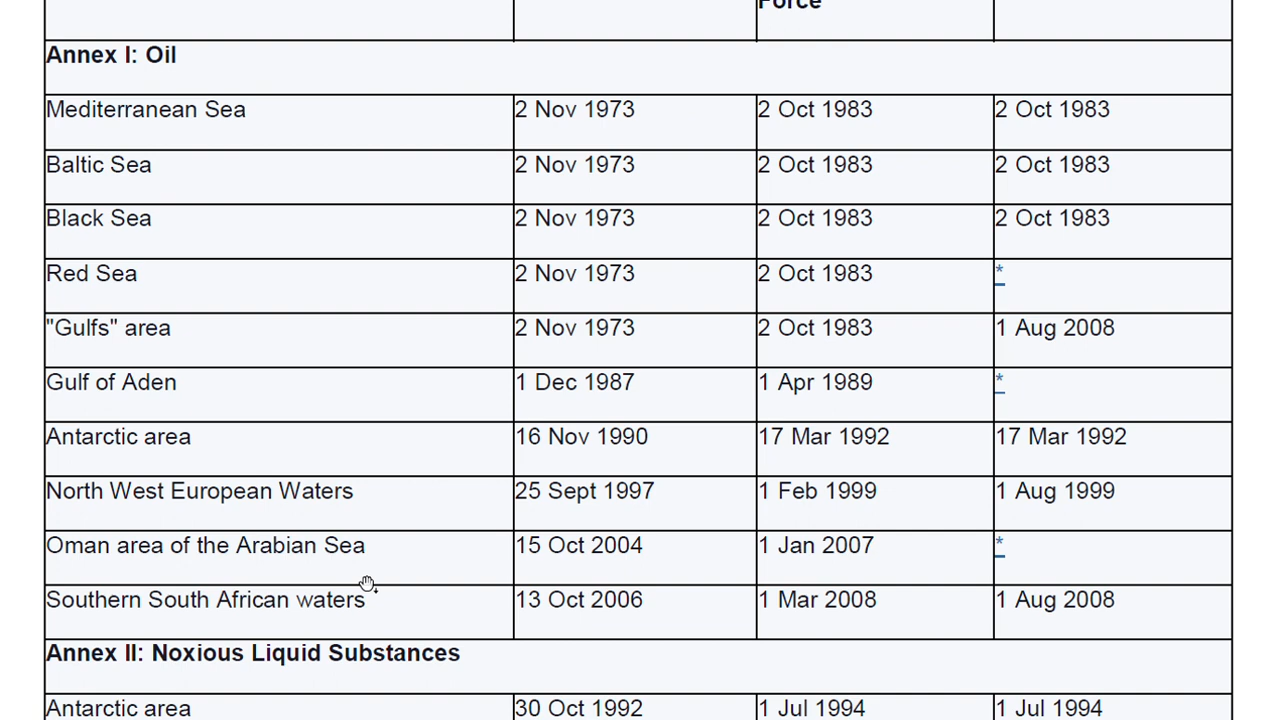 Force
Annex I: Oil
Mediterranean Sea 2 Nov 1973 2 Oct 1983 2 Oct 1983
Baltic Sea 2 Nov 1973 2 Oct 1983 2 Oct 1983
Black Sea 2 Nov 1973 2 Oct 1983 2 Oct 1983
Red Sea 2 Nov 1973 2 Oct 1983 *
"Gulfs" area 2 Nov 1973 2 Oct 1983 1 Aug 2008
Gulf of Aden 1 Dec 1987 1 Apr 1989 *
Antarctic area 16 Nov 1990 17 Mar 1992 17 Mar 1992
North West European Waters 25 Sept 1997 1 Feb 1999 1 Aug 1999
Oman area of the Arabian Sea 15 Oct 2004 1 Jan 2007 *
Southern South African waters 13 Oct 2006 1 Mar 2008 1 Aug 2008
Annex II: Noxious Liquid Substances
Antarctic area 30 Oct 1992 1 Jul 1994 1 Jul 1994